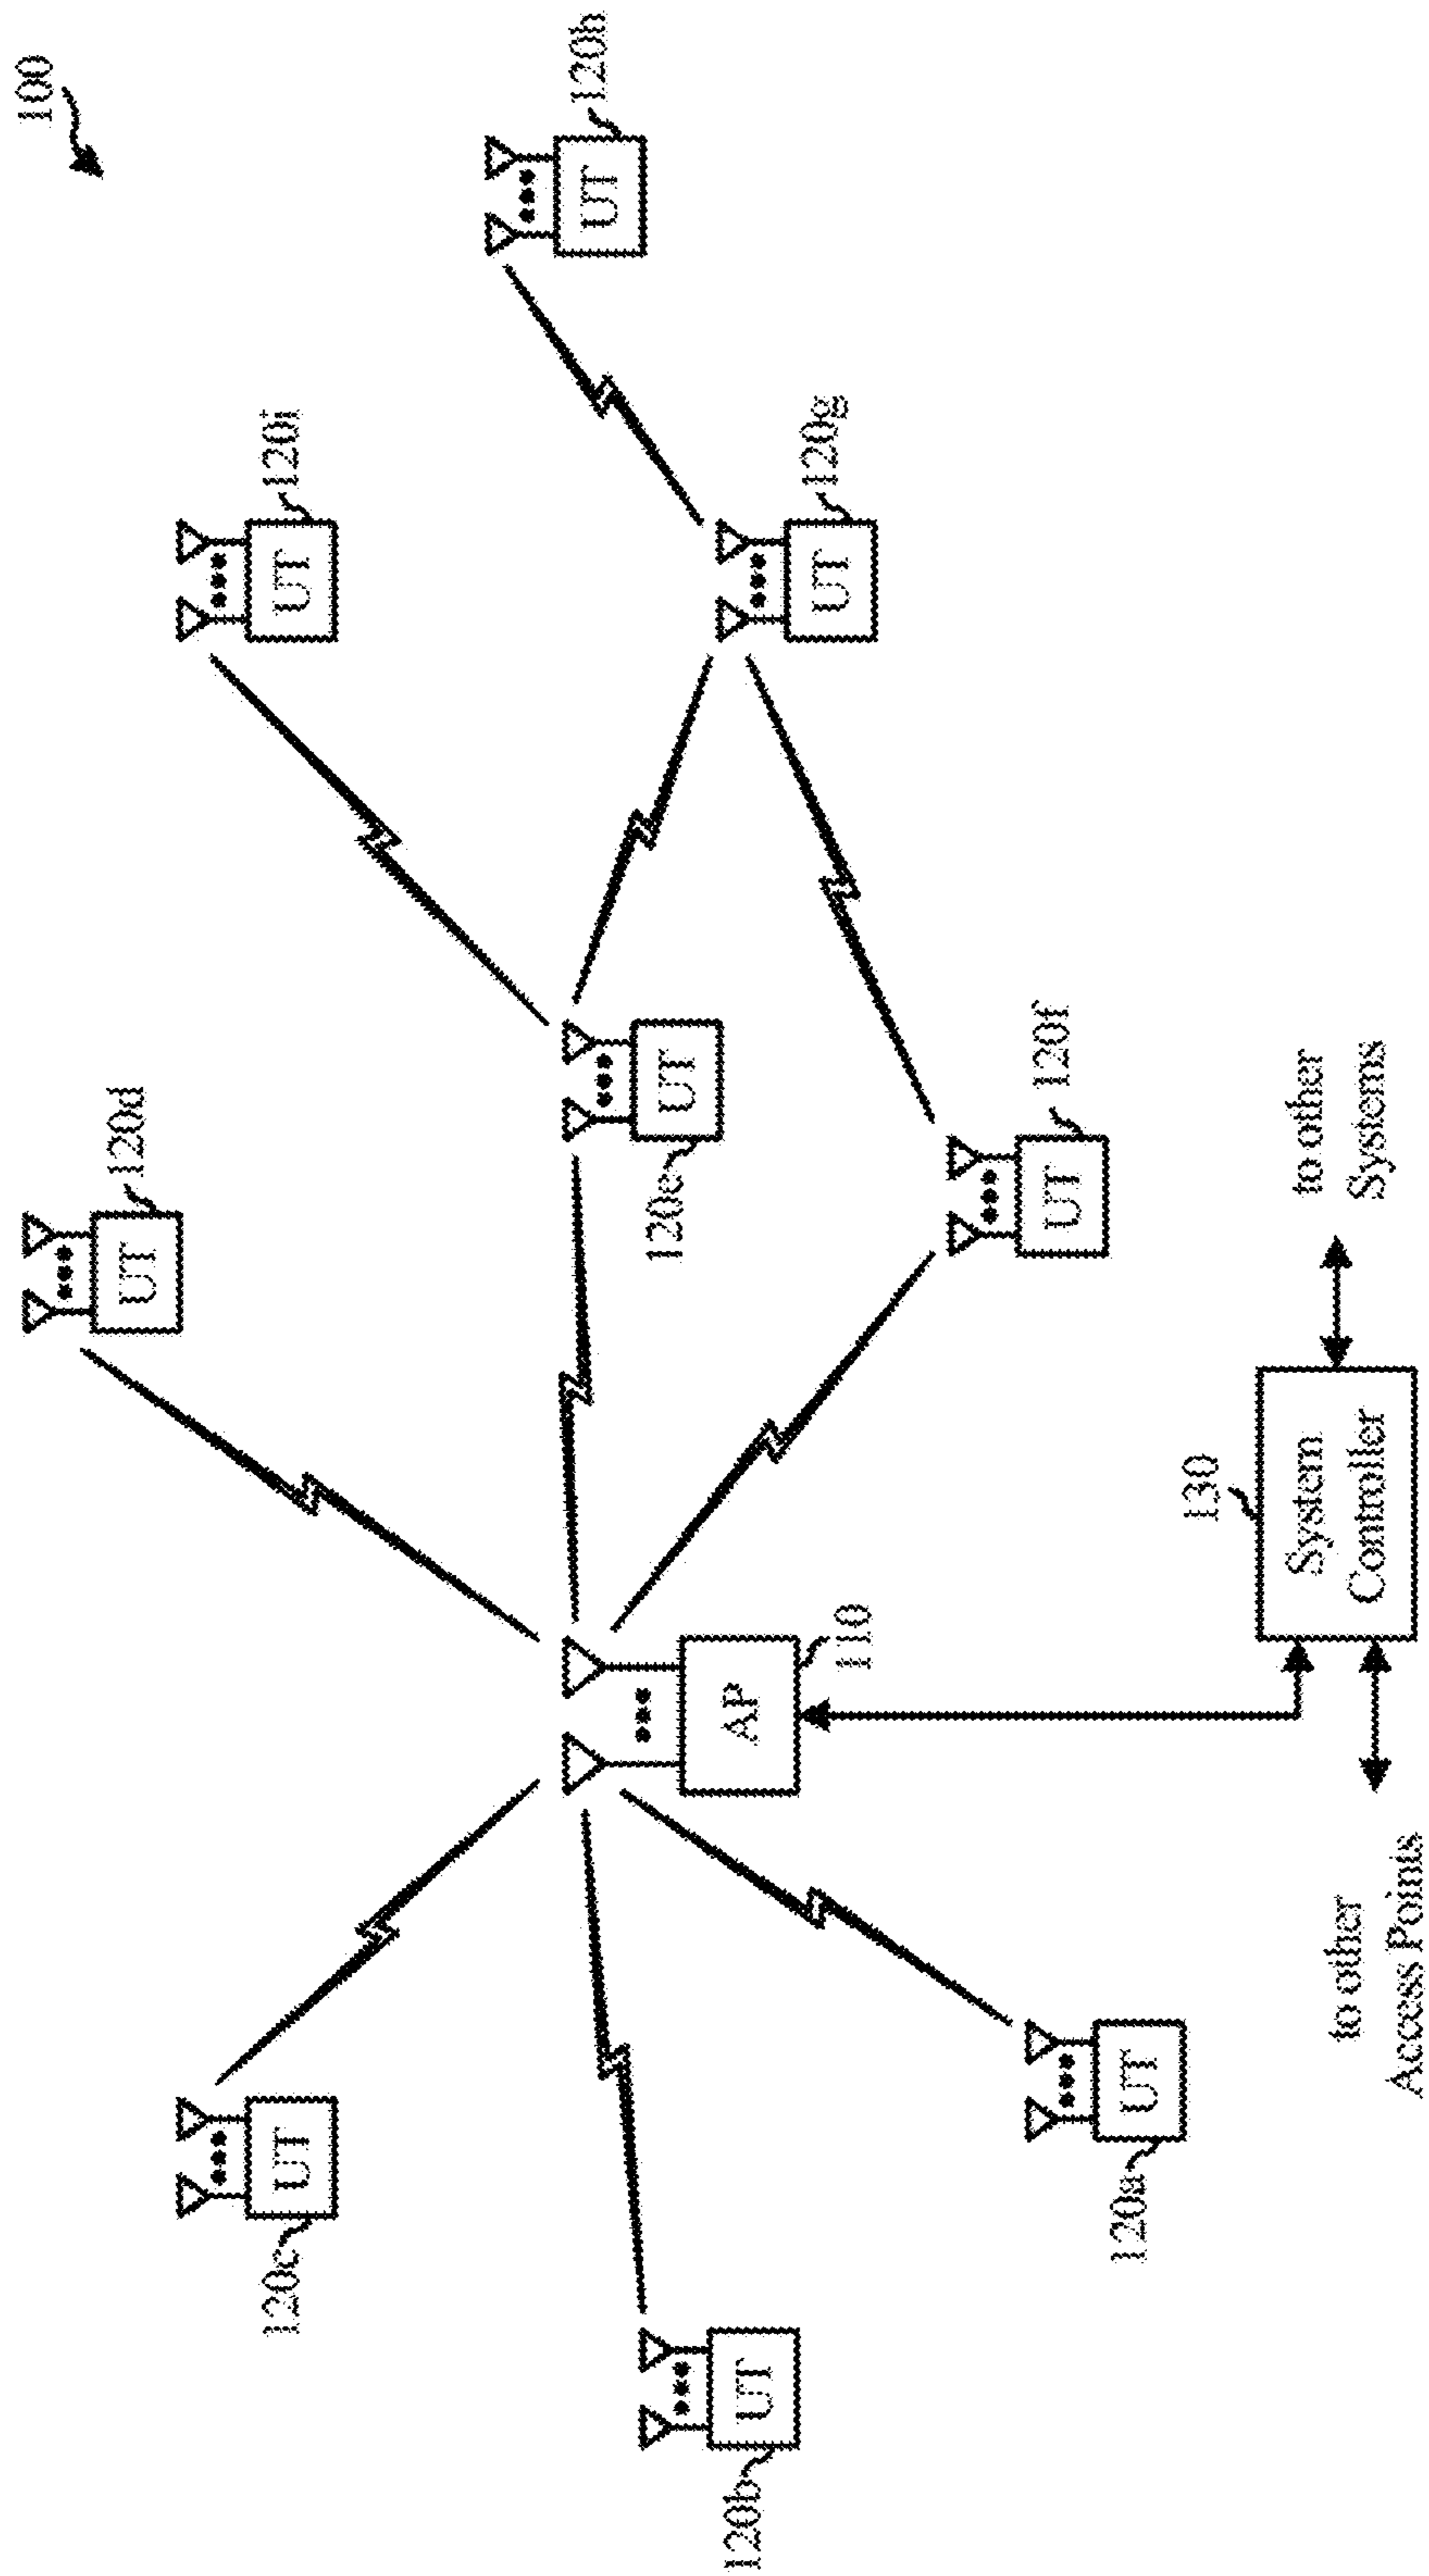 100
120d
UT
120i
UT
120c
UT
120h
UT
120e
UT
120b
UT
AP
110
120g
UT
120f
UT
120a
UT
130
System
Controller
to other
Systems
to other
Access Points